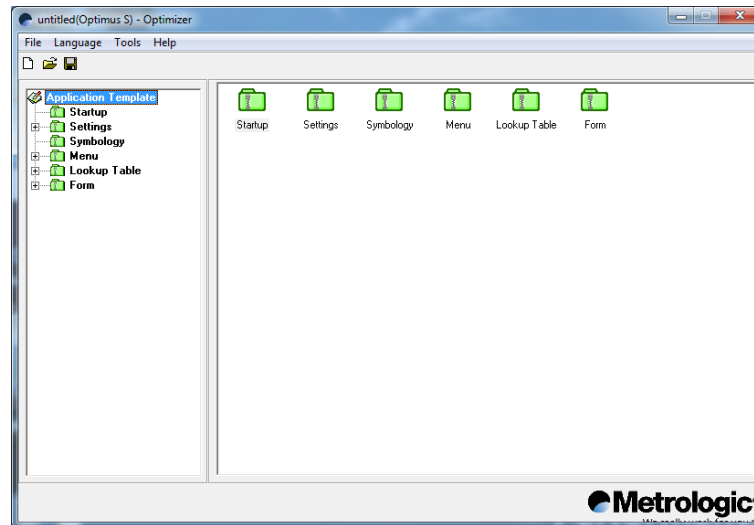 untitled(Optimus S) - Optimizer
File Language Tools Help
Application Template
Startup
Settings
Symbology
Menu
Lookup Table
Form
Startup Settings Symbology Menu Lookup Table Form
Metrologic